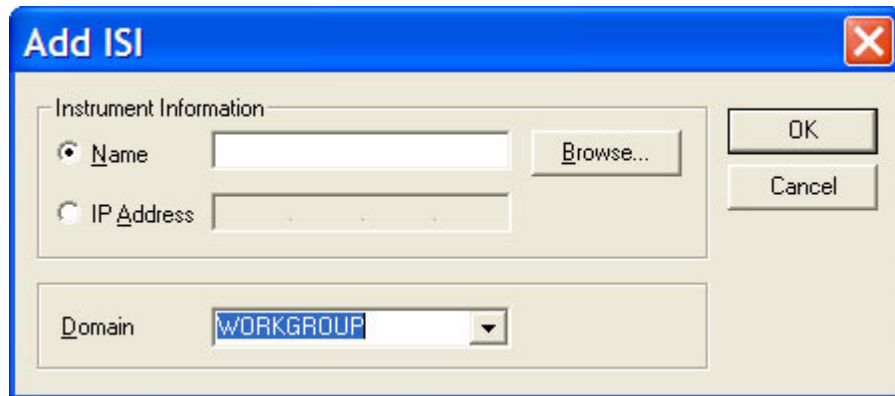 Add ISI
Instrument Information
Name
Browse...
IP Address
. . .
OK
Cancel
Domain
WORKGROUP